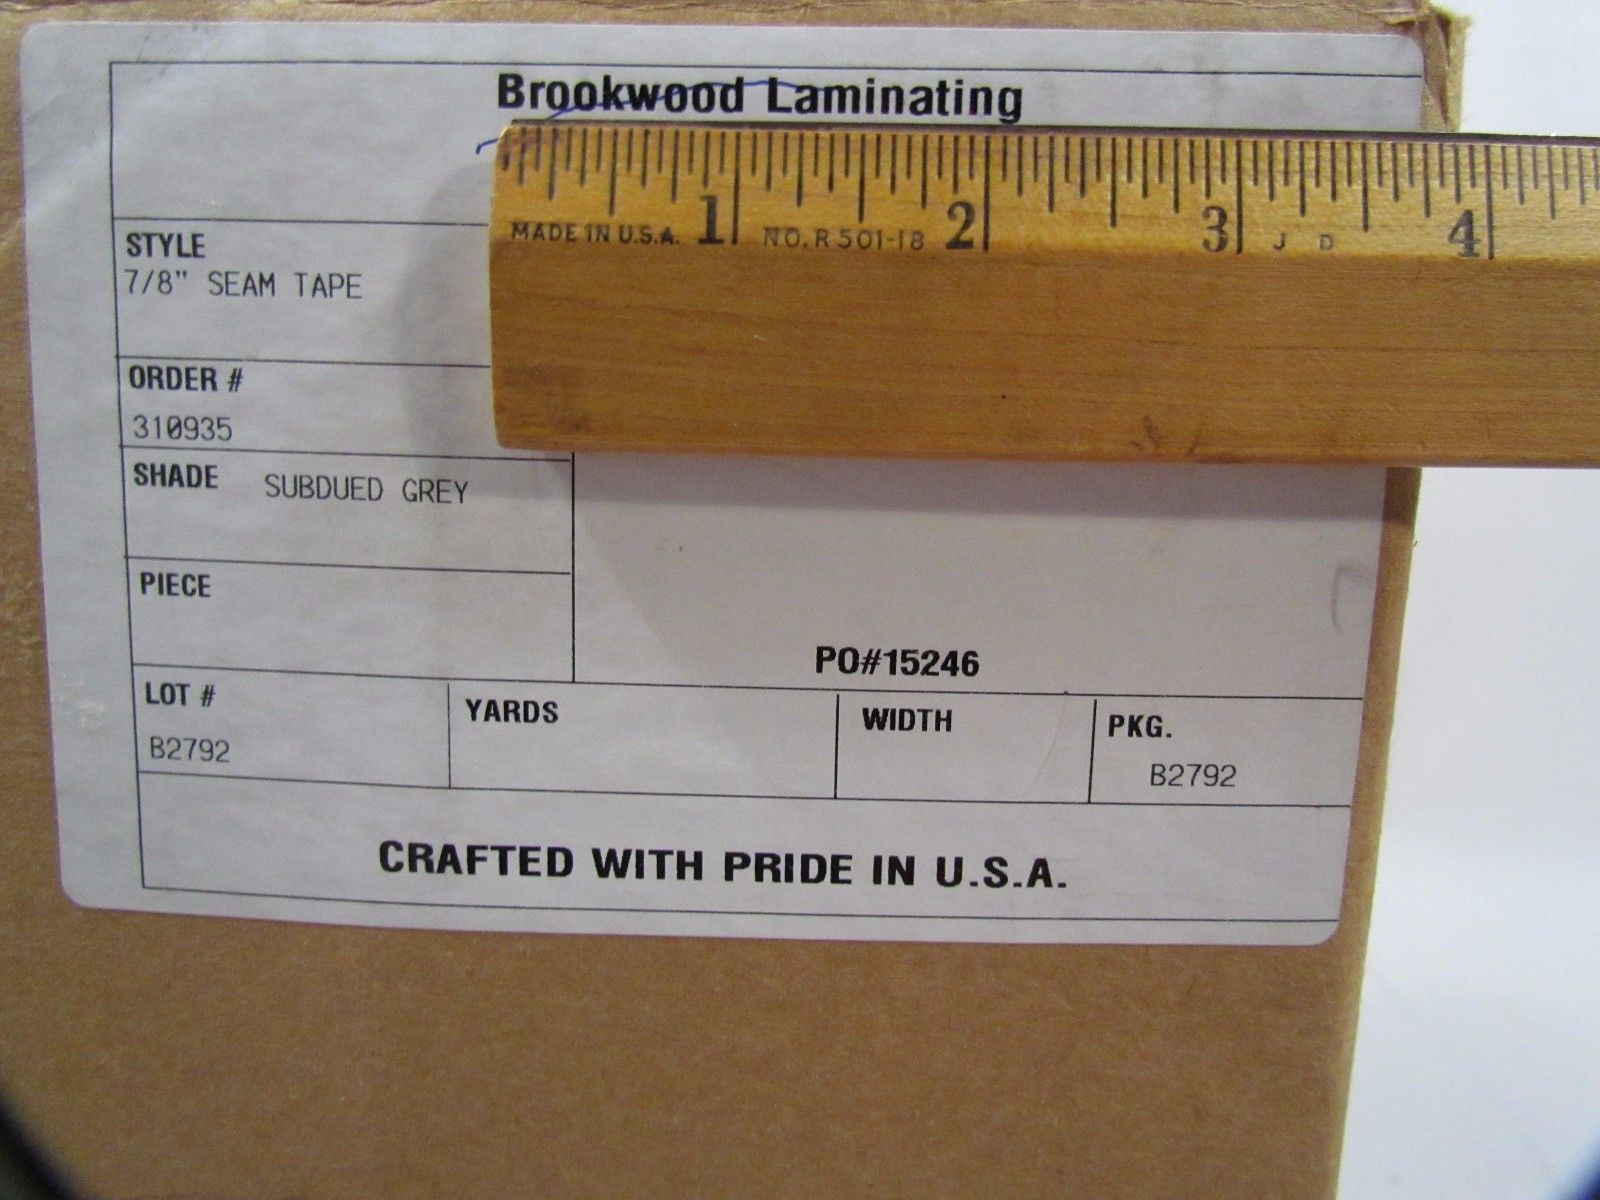 Brookwood Laminating
1 2 3 4
MADE IN U.S.A. NO. R 501-18 J D
STYLE
7/8" SEAM TAPE
ORDER #
310935
SHADE SUBDUED GREY
PIECE
PO#15246
LOT # YARDS WIDTH PKG.
B2792 B2792
CRAFTED WITH PRIDE IN U.S.A.